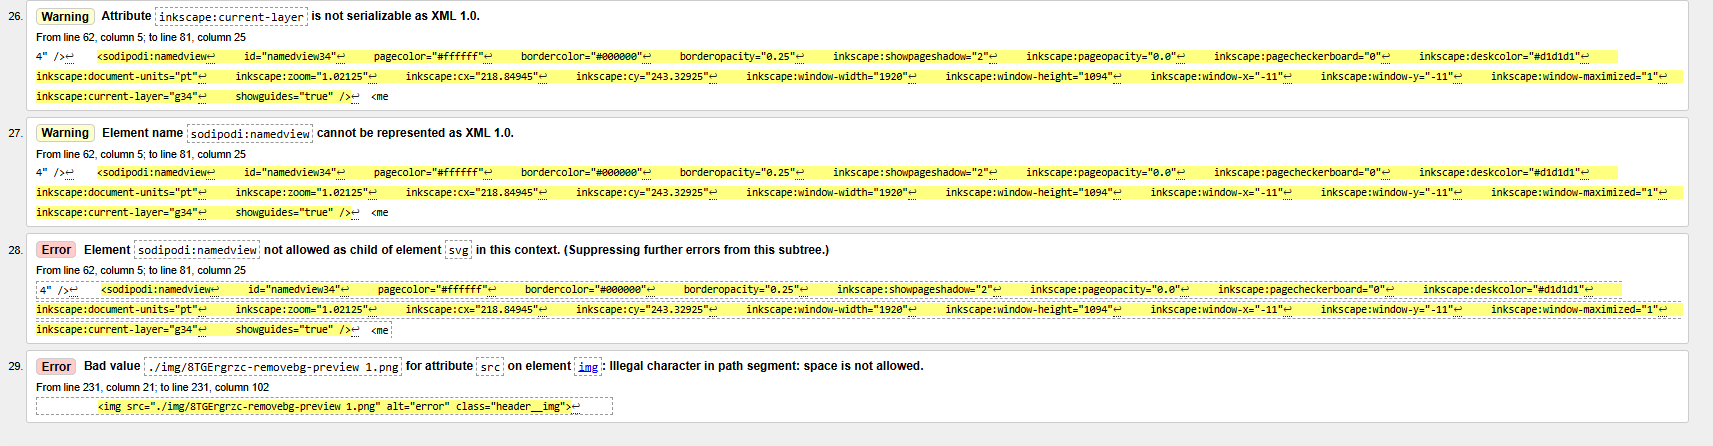 26. Warning Attribute inkscape:current-layer is not serializable as XML 1.0.
From line 62, column 5; to line 81, column 25
4" />↩ <sodipodi:namedview↩ id="namedview34"↩ pagecolor="#ffffff"↩ bordercolor="#000000"↩ borderopacity="0.25"↩ inkscape:showpageshadow="2"↩ inkscape:pageopacity="0.0"↩ inkscape:pagecheckerboard="0"↩ inkscape:deskcolor="#d1d1d1"↩
inkscape:document-units="pt"↩ inkscape:zoom="1.02125"↩ inkscape:cx="218.84945"↩ inkscape:cy="243.32925"↩ inkscape:window-width="1920"↩ inkscape:window-height="1094"↩ inkscape:window-x="-11"↩ inkscape:window-y="-11"↩ inkscape:window-maximized="1"↩
inkscape:current-layer="g34"↩ showguides="true" />↩ <me
27. Warning Element name sodipodi:namedview cannot be represented as XML 1.0.
From line 62, column 5; to line 81, column 25
4" />↩ <sodipodi:namedview↩ id="namedview34"↩ pagecolor="#ffffff"↩ bordercolor="#000000"↩ borderopacity="0.25"↩ inkscape:showpageshadow="2"↩ inkscape:pageopacity="0.0"↩ inkscape:pagecheckerboard="0"↩ inkscape:deskcolor="#d1d1d1"↩
inkscape:document-units="pt"↩ inkscape:zoom="1.02125"↩ inkscape:cx="218.84945"↩ inkscape:cy="243.32925"↩ inkscape:window-width="1920"↩ inkscape:window-height="1094"↩ inkscape:window-x="-11"↩ inkscape:window-y="-11"↩ inkscape:window-maximized="1"↩
inkscape:current-layer="g34"↩ showguides="true" />↩ <me
28. Error Element sodipodi:namedview not allowed as child of element svg in this context. (Suppressing further errors from this subtree.)
From line 62, column 5; to line 81, column 25
4" />↩ <sodipodi:namedview↩ id="namedview34"↩ pagecolor="#ffffff"↩ bordercolor="#000000"↩ borderopacity="0.25"↩ inkscape:showpageshadow="2"↩ inkscape:pageopacity="0.0"↩ inkscape:pagecheckerboard="0"↩ inkscape:deskcolor="#d1d1d1"↩
inkscape:document-units="pt"↩ inkscape:zoom="1.02125"↩ inkscape:cx="218.84945"↩ inkscape:cy="243.32925"↩ inkscape:window-width="1920"↩ inkscape:window-height="1094"↩ inkscape:window-x="-11"↩ inkscape:window-y="-11"↩ inkscape:window-maximized="1"↩
inkscape:current-layer="g34"↩ showguides="true" />↩ <me
29. Error Bad value ./img/8TGErgrzc-removebg-preview 1.png for attribute src on element img: Illegal character in path segment: space is not allowed.
From line 231, column 21; to line 231, column 102
<img src="./img/8TGErgrzc-removebg-preview 1.png" alt="error" class="header__img">↩